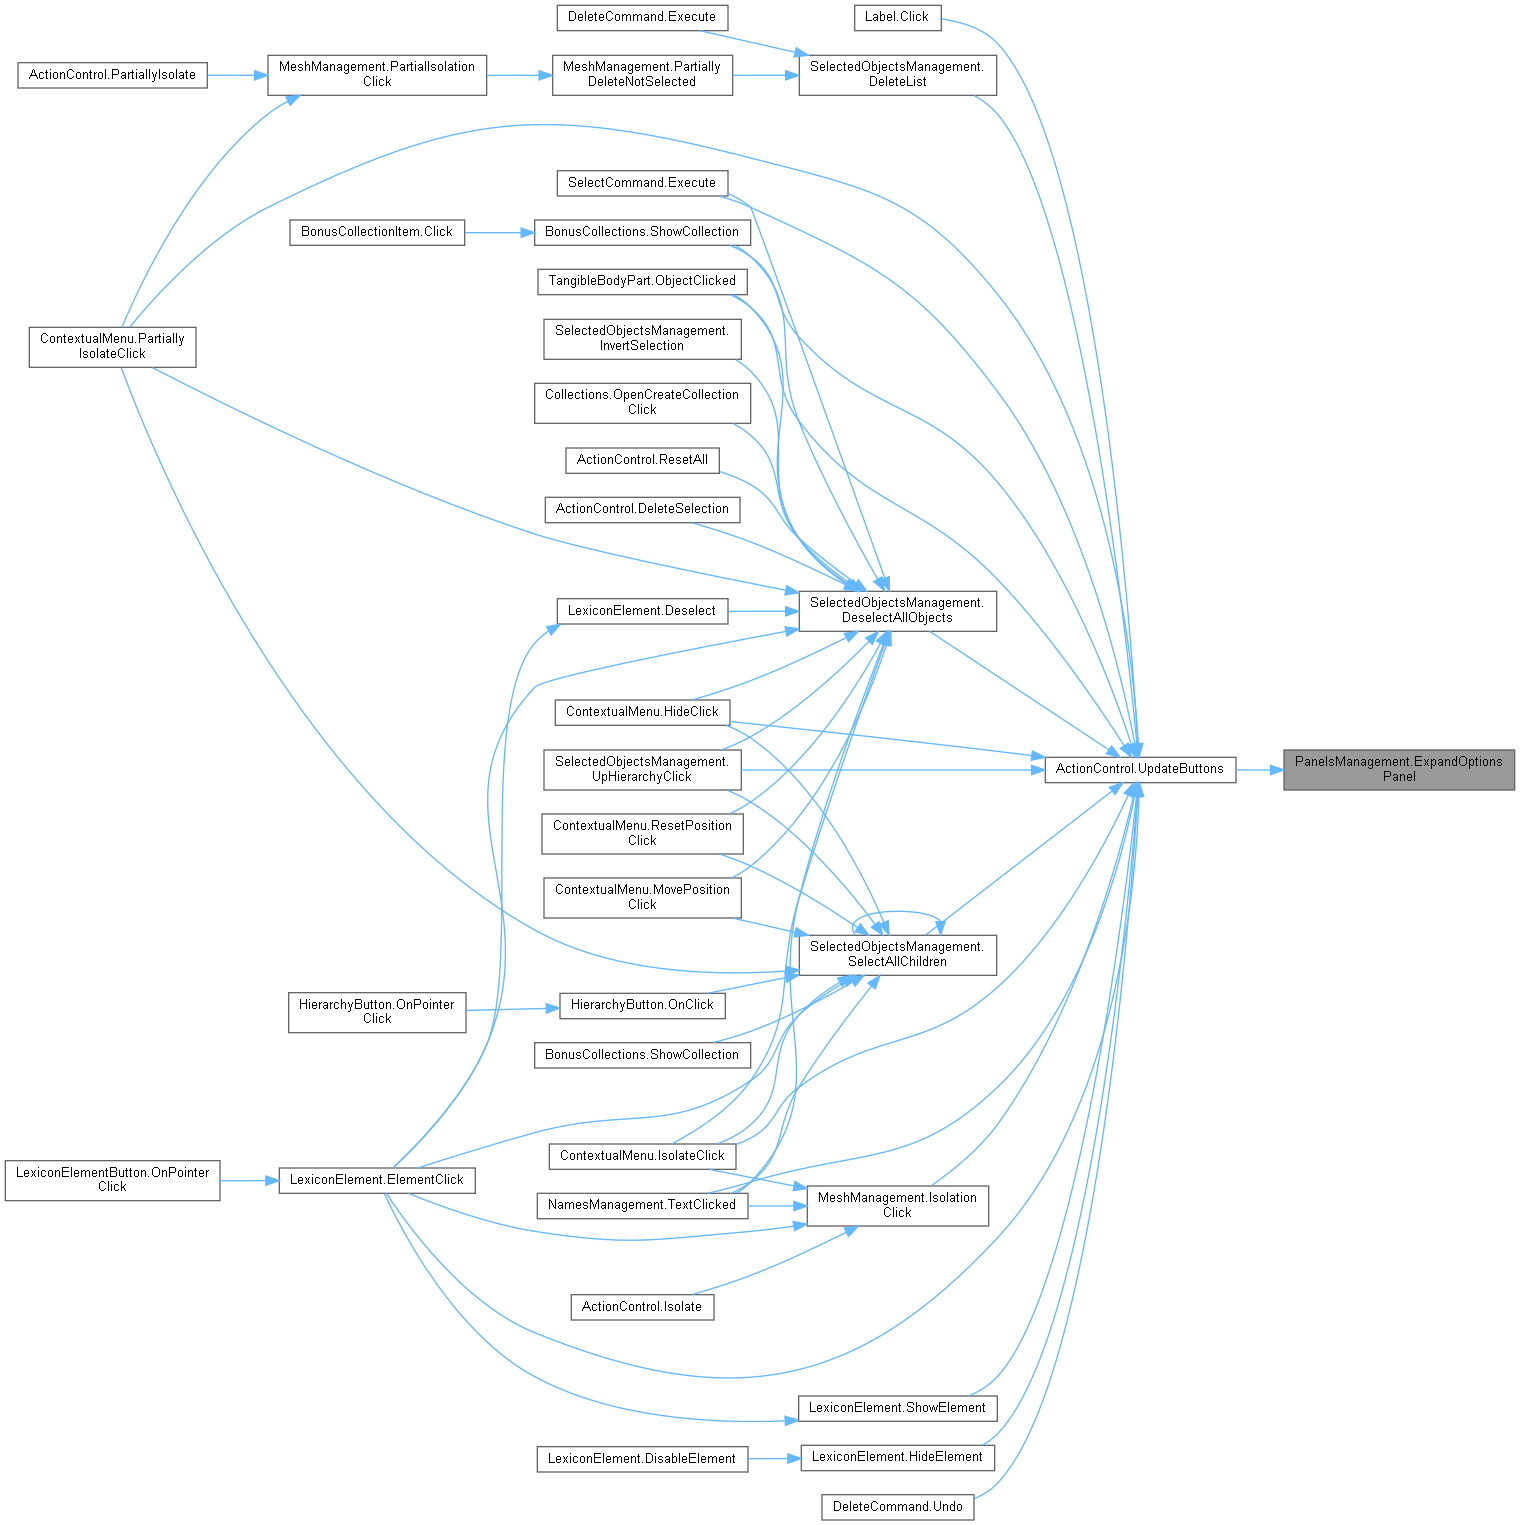 DeleteCommand.Execute
Label.Click
ActionControl.PartiallyIsolate
MeshManagement.PartialIsolation
Click
MeshManagement.Partially
DeleteNotSelected
SelectedObjectsManagement.
DeleteList
SelectCommand.Execute
BonusCollectionItem.Click
BonusCollections.ShowCollection
TangibleBodyPart.ObjectClicked
SelectedObjectsManagement.
InvertSelection
ContextualMenu.Partially
IsolateClick
Collections.OpenCreateCollection
Click
ActionControl.ResetAll
ActionControl.DeleteSelection
LexiconElement.Deselect
SelectedObjectsManagement.
DeselectAllObjects
ContextualMenu.HideClick
SelectedObjectsManagement.
UpHierarchyClick
ActionControl.UpdateButtons
PanelsManagement.ExpandOptions
Panel
ContextualMenu.ResetPosition
Click
ContextualMenu.MovePosition
Click
SelectedObjectsManagement.
SelectAllChildren
HierarchyButton.OnPointer
Click
HierarchyButton.OnClick
BonusCollections.ShowCollection
ContextualMenu.IsolateClick
LexiconElementButton.OnPointer
Click
LexiconElement.ElementClick
NamesManagement.TextClicked
MeshManagement.Isolation
Click
ActionControl.Isolate
LexiconElement.ShowElement
LexiconElement.DisableElement
LexiconElement.HideElement
DeleteCommand.Undo